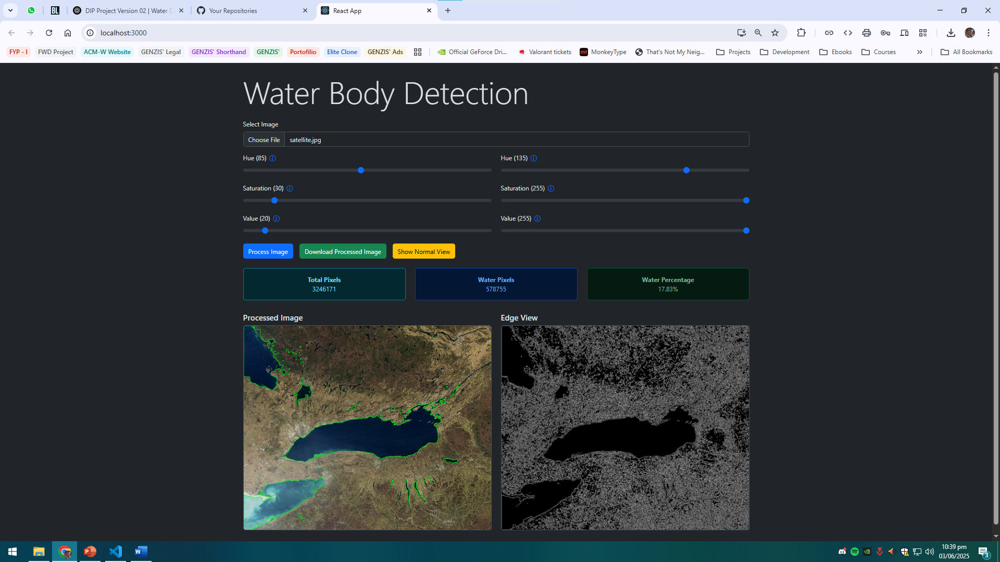 DIP Project Version 02 | Water D
Your Repositories
React App
localhost:3000
FYP - I
FWD Project
ACM-W Website
GENZIS' Legal
GENZIS' Shorthand
GENZIS'
Portofilio
Elite Clone
GENZIS' Ads
Official GeForce Dri...
Valorant tickets
mt
MonkeyType
That's Not My Neig...
Projects
Development
Ebooks
Courses
All Bookmarks
BL
Water Body Detection
Select Image
Choose File
satellite.jpg
Hue (85)
Hue (135)
Saturation (30)
Saturation (255)
Value (20)
Value (255)
Process Image
Download Processed Image
Show Normal View
Total Pixels
3246171
Water Pixels
578755
Water Percentage
17.83%
Processed Image
Edge View
10:39 pm
03/06/2025
3